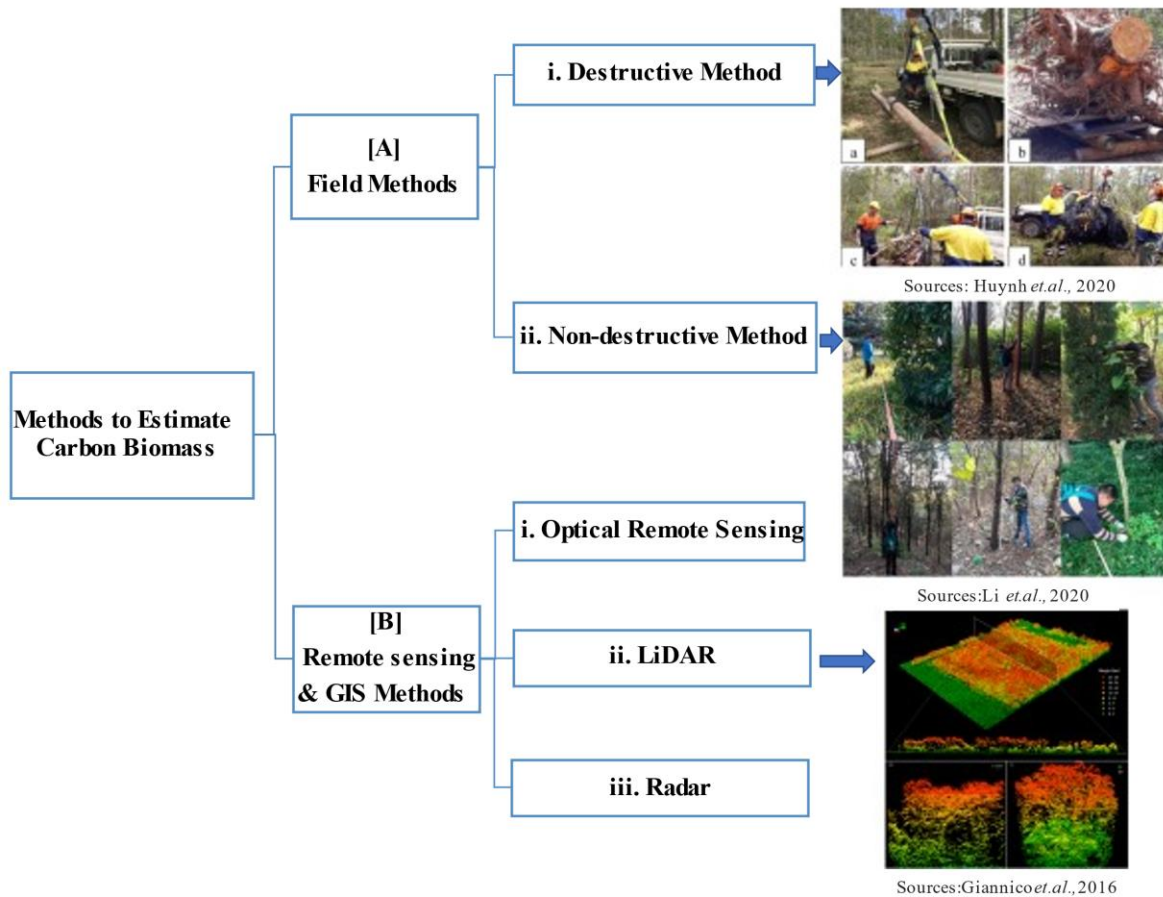 Methods to Estimate
Carbon Biomass
[A]
Field Methods
i. Destructive Method
a
b
c
d
Sources: Huynh et.al., 2020
ii. Non-destructive Method
Sources:Li et.al., 2020
[B]
Remote sensing
& GIS Methods
i. Optical Remote Sensing
ii. LiDAR
iii. Radar
Sources:Giannico et.al., 2016